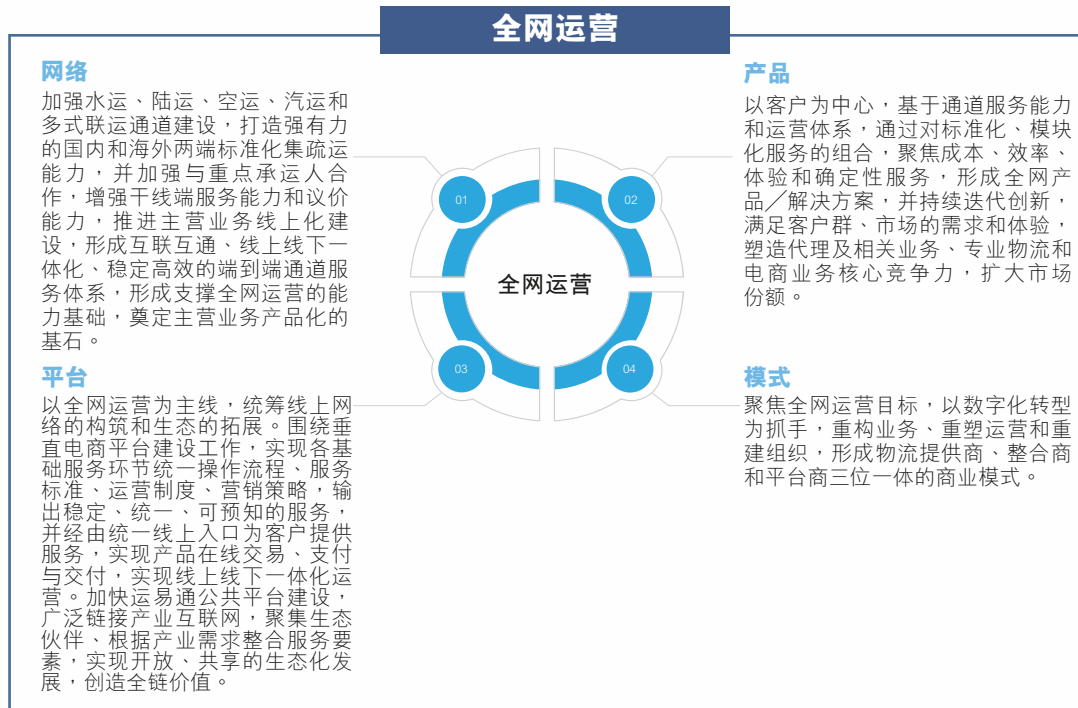 全网运营
网络
加强水运、陆运、空运、汽运和
多式联运通道建设，打造强有力
的国内和海外两端标准化集疏运
能力，并加强与重点承运人合
作，增强干线端服务能力和议价
能力，推进主营业务线上化建
设，形成互联互通、线上线下一
体化、稳定高效的端到端通道服
务体系，形成支撑全网运营的能
力基础，奠定主营业务产品化的
基石。
产品
以客户为中心，基于通道服务能力
和运营体系，通过对标准化、模块
化服务的组合，聚焦成本、效率、
体验和确定性服务，形成全网产
品／解决方案，并持续迭代创新，
满足客户群、市场的需求和体验，
塑造代理及相关业务、专业物流和
电商业务核心竞争力，扩大市场
份额。
01
02
全网运营
03
04
平台
以全网运营为主线，统筹线上网
络的构筑和生态的拓展。围绕垂
直电商平台建设工作，实现各基
础服务环节统一操作流程、服务
标准、运营制度、营销策略，输
出稳定、统一、可预知的服务，
并经由统一线上入口为客户提供
服务，实现产品在线交易、支付
与交付，实现线上线下一体化运
营。加快运易通公共平台建设，
广泛链接产业互联网，聚集生态
伙伴、根据产业需求整合服务要
素，实现开放、共享的生态化发
展，创造全链价值。
模式
聚焦全网运营目标，以数字化转型
为抓手，重构业务、重塑运营和重
建组织，形成物流提供商、整合商
和平台商三位一体的商业模式。